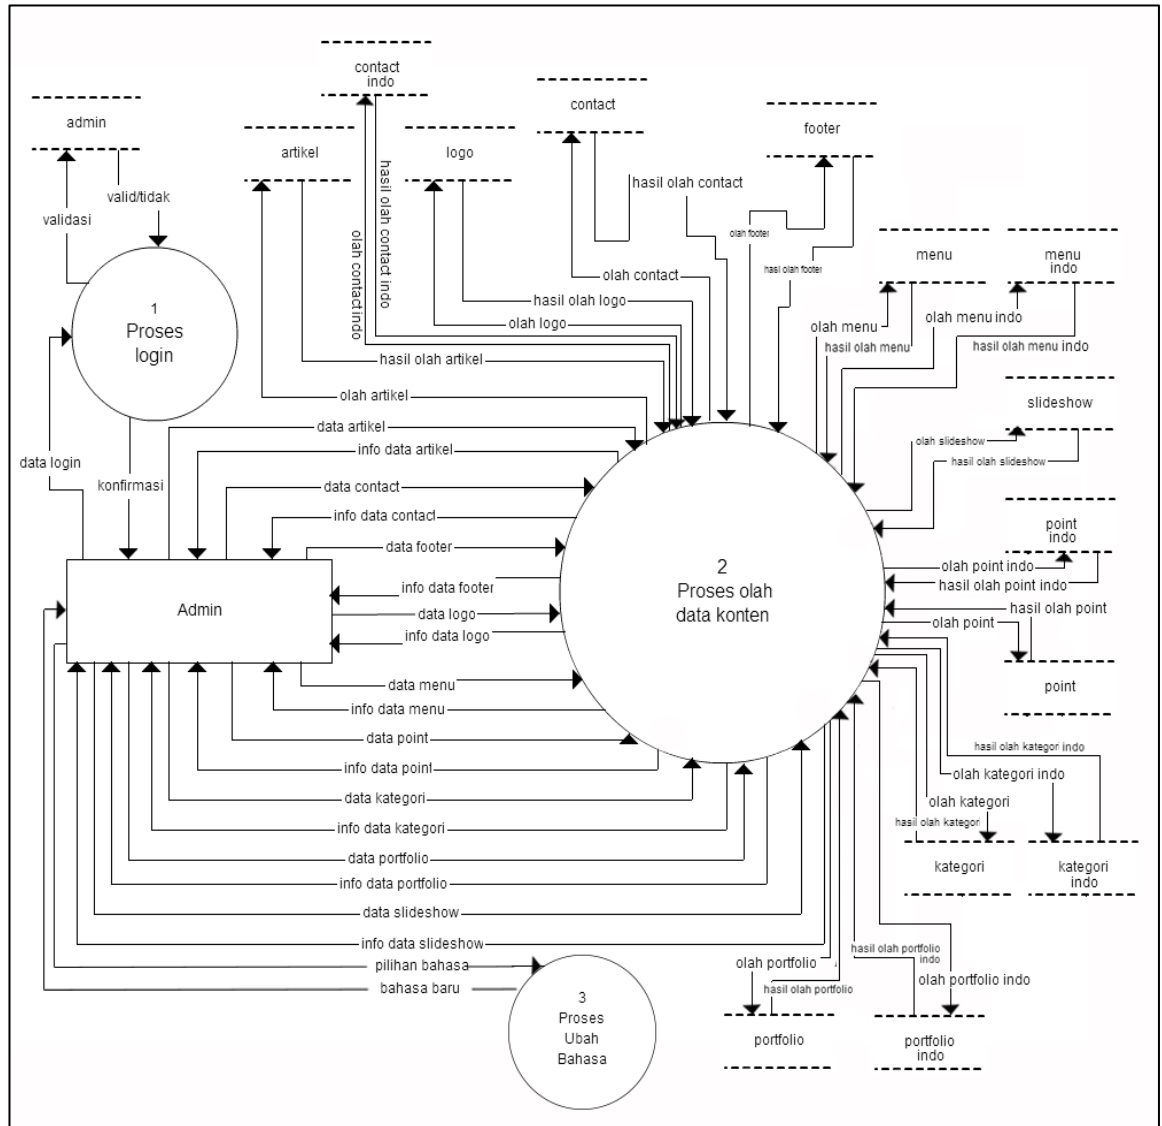 contact
indo
admin
artikel
logo
contact
footer
menu
menu
indo
slideshow
point
indo
point
kategori
kategori
indo
portfolio
portfolio
indo
validasi
valid/tidak
1
Proses
login
data login
konfirmasi
Admin
hasil olah contact indo
olah contact indo
hasil olah contact
olah contact
olah footer
hasl olah footer
hasil olah logo
olah logo
hasil olah artikel
olah artikel
olah menu
hasil olah menu
olah menu indo
hasil olah menu indo
olah slideshow
hasil olah slideshow
olah point indo
hasil olah point indo
hasil olah point
olah point
hasil olah kategori indo
olah kategori indo
olah kategori
hasil olah kategori
hasil olah portfolio
indo
olah portfolio indo
olah portfolio
hasil olah portfolio
data artikel
info data artikel
data contact
info data contact
data footer
info data footer
data logo
info data logo
data menu
info data menu
data point
info data point
data kategori
info data kategori
data portfolio
info data portfolio
data slideshow
info data slideshow
pilihan bahasa
bahasa baru
2
Proses olah
data konten
3
Proses
Ubah
Bahasa